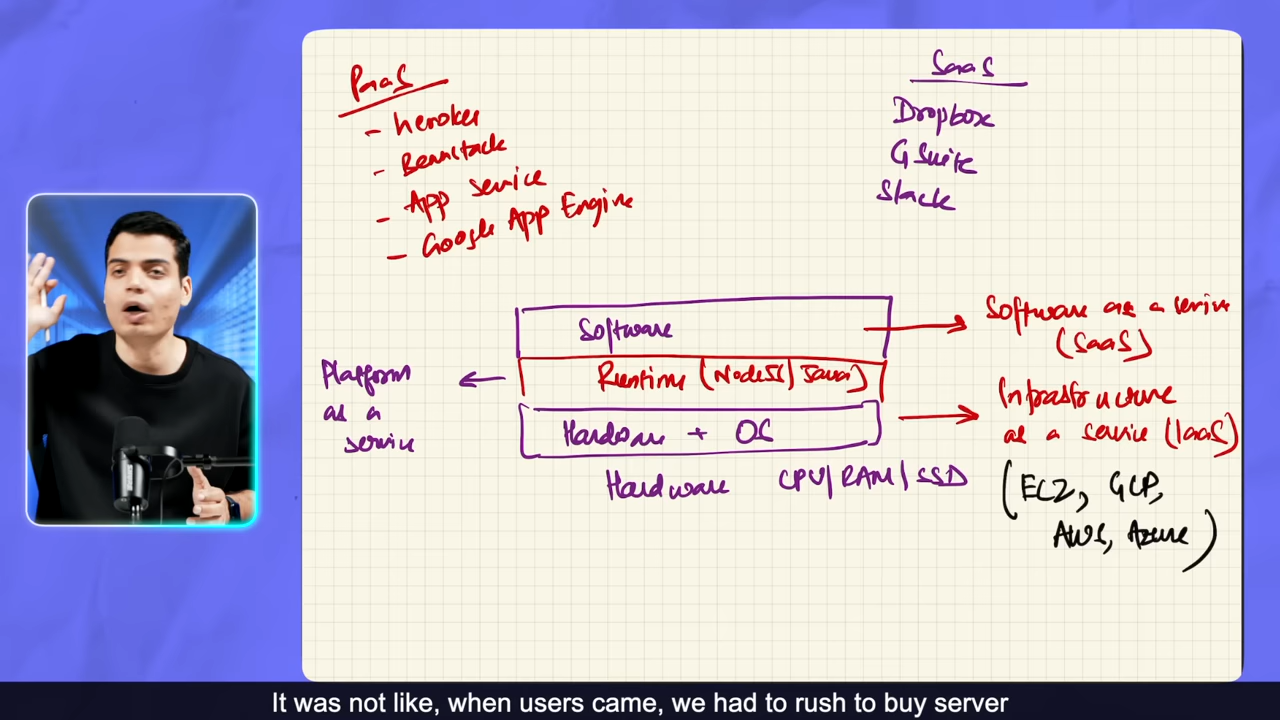 PaaS
- heroku
- Beanstack
- App service
- Google App Engine
SaaS
Dropbox
G Suite
Slack
Software
Runtime (NodeJS | Java)
Hardware + OS
Hardware CPU/RAM/SSD
Platform
as a
service
Software as a service
(SaaS)
Infrastructure
as a service (IaaS)
(EC2, GCP,
AWS, Azure)
It was not like, when users came, we had to rush to buy server